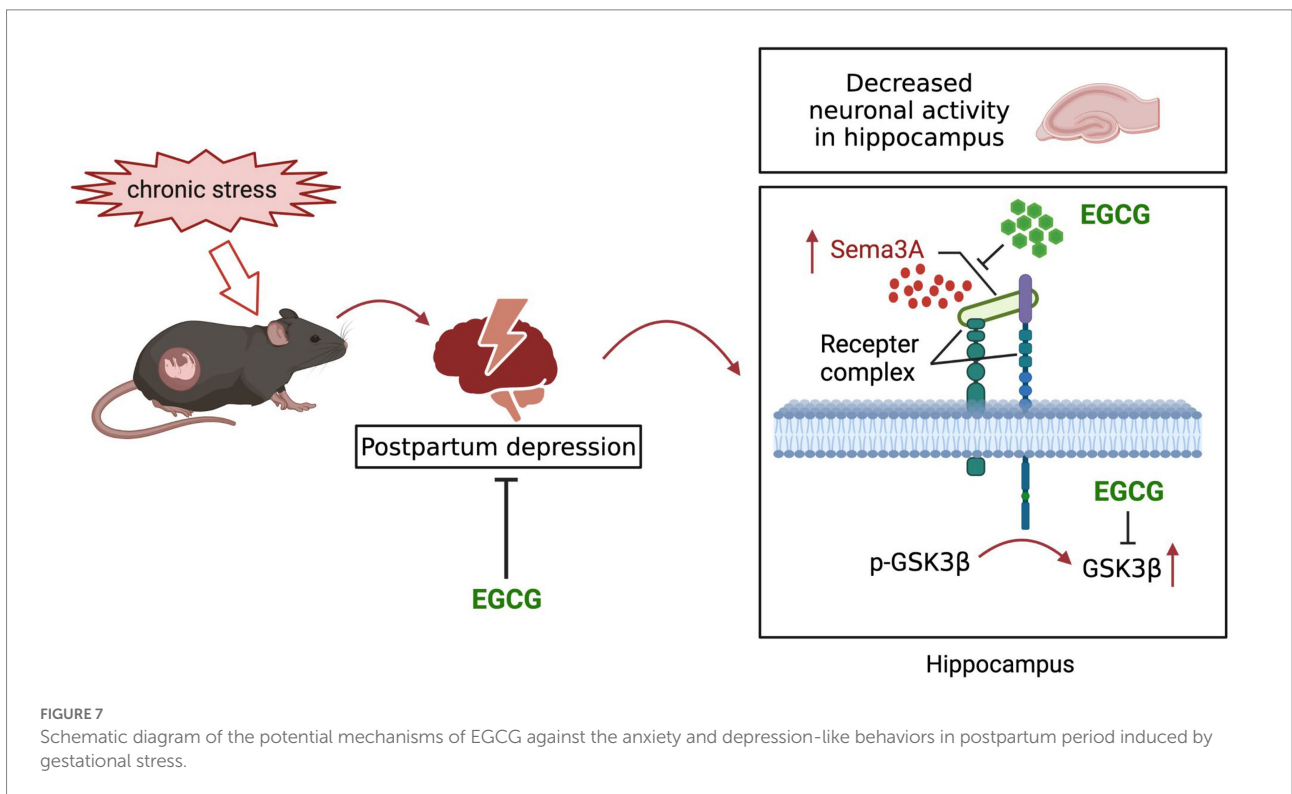 chronic stress
Postpartum depression
EGCG
Decreased
neuronal activity
in hippocampus
EGCG
Sema3A
Recepter
complex
EGCG
p-GSK3β
GSK3β
Hippocampus
FIGURE 7
Schematic diagram of the potential mechanisms of EGCG against the anxiety and depression-like behaviors in postpartum period induced by
gestational stress.